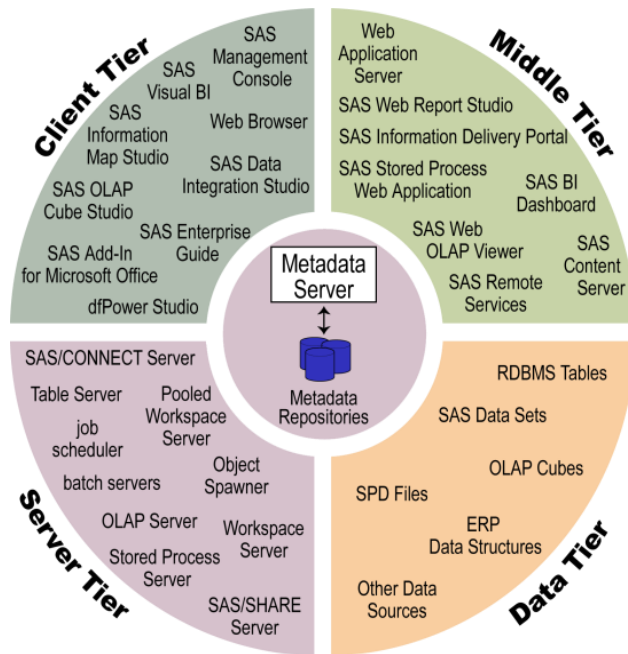 Client Tier
SAS
Management
Console
SAS
Visual BI
SAS
Information
Map Studio
Web Browser
SAS Data
Integration Studio
SAS OLAP
Cube Studio
SAS Enterprise
Guide
SAS Add-In
for Microsoft Office
dfPower Studio
Middle Tier
Web
Application
Server
SAS Web Report Studio
SAS Information Delivery Portal
SAS Stored Process
Web Application
SAS BI
Dashboard
SAS Web
OLAP Viewer
SAS
Content
Server
SAS Remote
Services
Metadata
Server
Metadata
Repositories
Server Tier
SAS/CONNECT Server
Table Server
Pooled
Workspace
Server
job
scheduler
batch servers
Object
Spawner
OLAP Server
Workspace
Server
Stored Process
Server
SAS/SHARE
Server
Data Tier
RDBMS Tables
SAS Data Sets
OLAP Cubes
SPD Files
ERP
Data Structures
Other Data
Sources